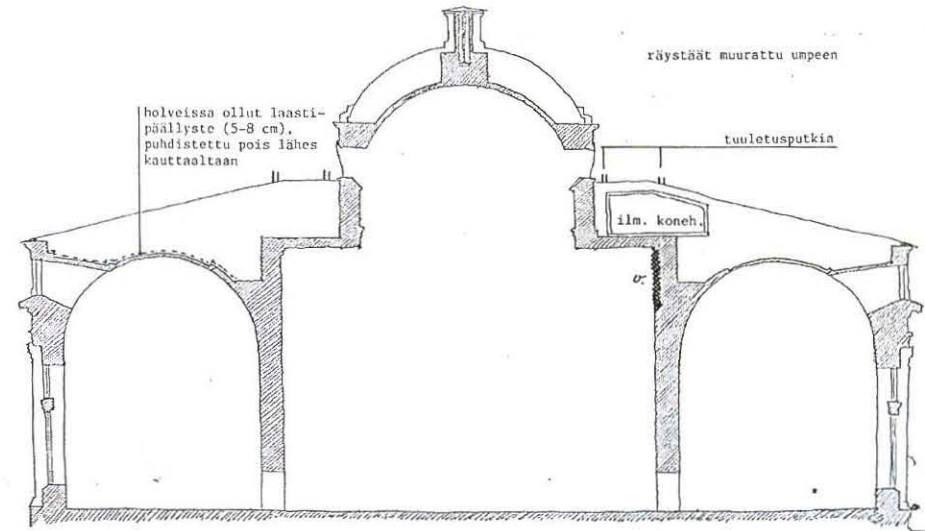 räystäät muurattu umpeen
holveissa ollut laasti-
päällyste (5-8 cm),
puhdistettu pois lähes
kauttaaltaan
tuuletusputkia
ilm. koneh.
v.